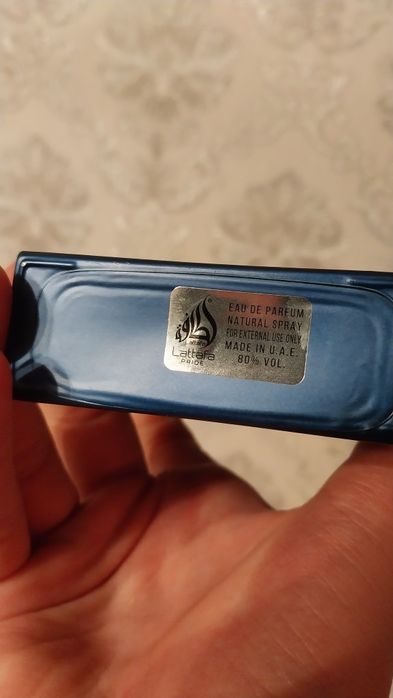 لطافة
Lattafa
PRIDE
EAU DE PARFUM
NATURAL SPRAY
FOR EXTERNAL USE ONLY
MADE IN U.A.E.
80% VOL.